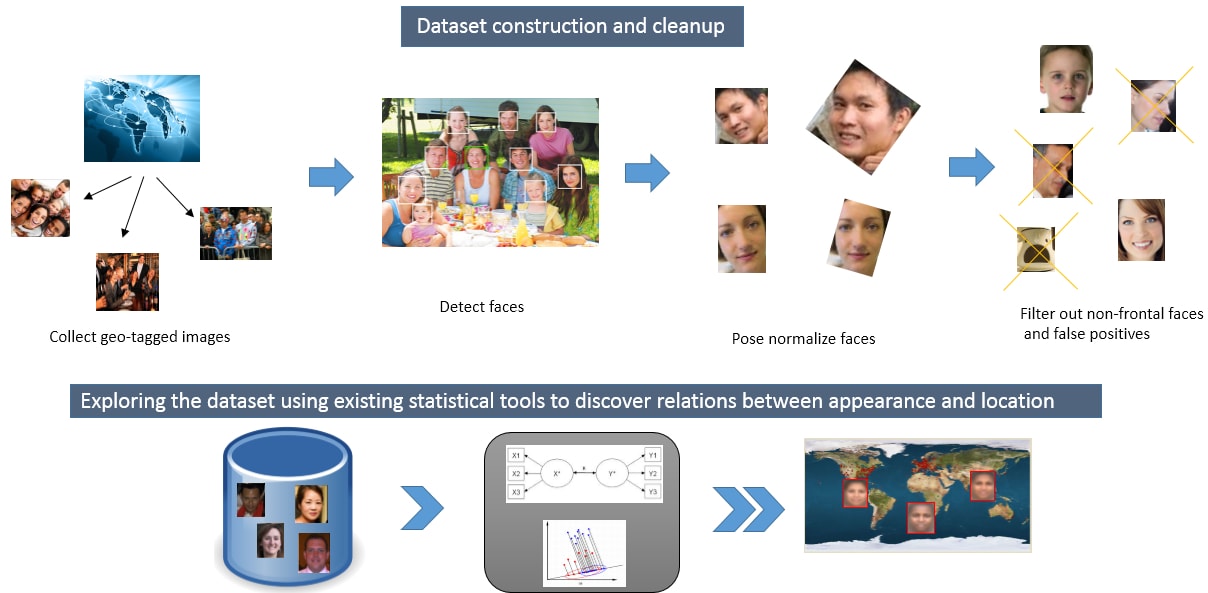 Dataset construction and cleanup
Collect geo-tagged images
Detect faces
Pose normalize faces
Filter out non-frontal faces
and false positives
Exploring the dataset using existing statistical tools to discover relations between appearance and location
X1
X2
X3
X*
Y*
Y1
Y2
Y3